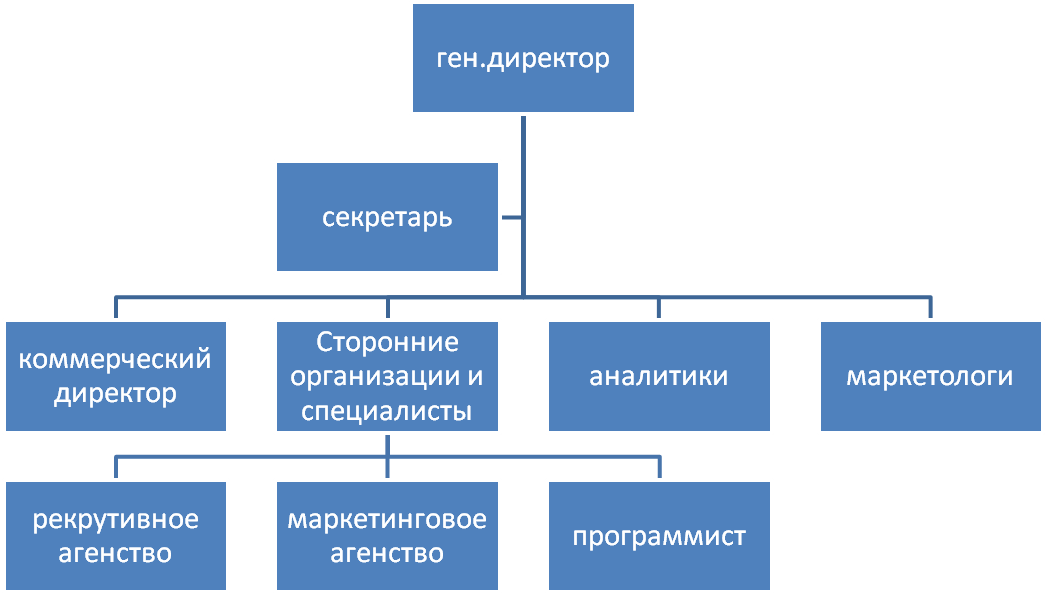 ген.директор
секретарь
коммерческий
директор
Сторонние
организации и
специалисты
аналитики
маркетологи
рекрутивное
агенство
маркетинговое
агенство
программист